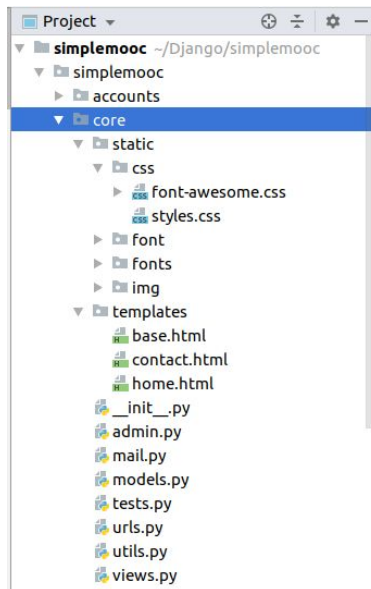 Project
simplemooc ~/Django/simplemooc
simplemooc
accounts
core
static
css
font-awesome.css
styles.css
font
fonts
img
templates
base.html
contact.html
home.html
__init__.py
admin.py
mail.py
models.py
tests.py
urls.py
utils.py
views.py